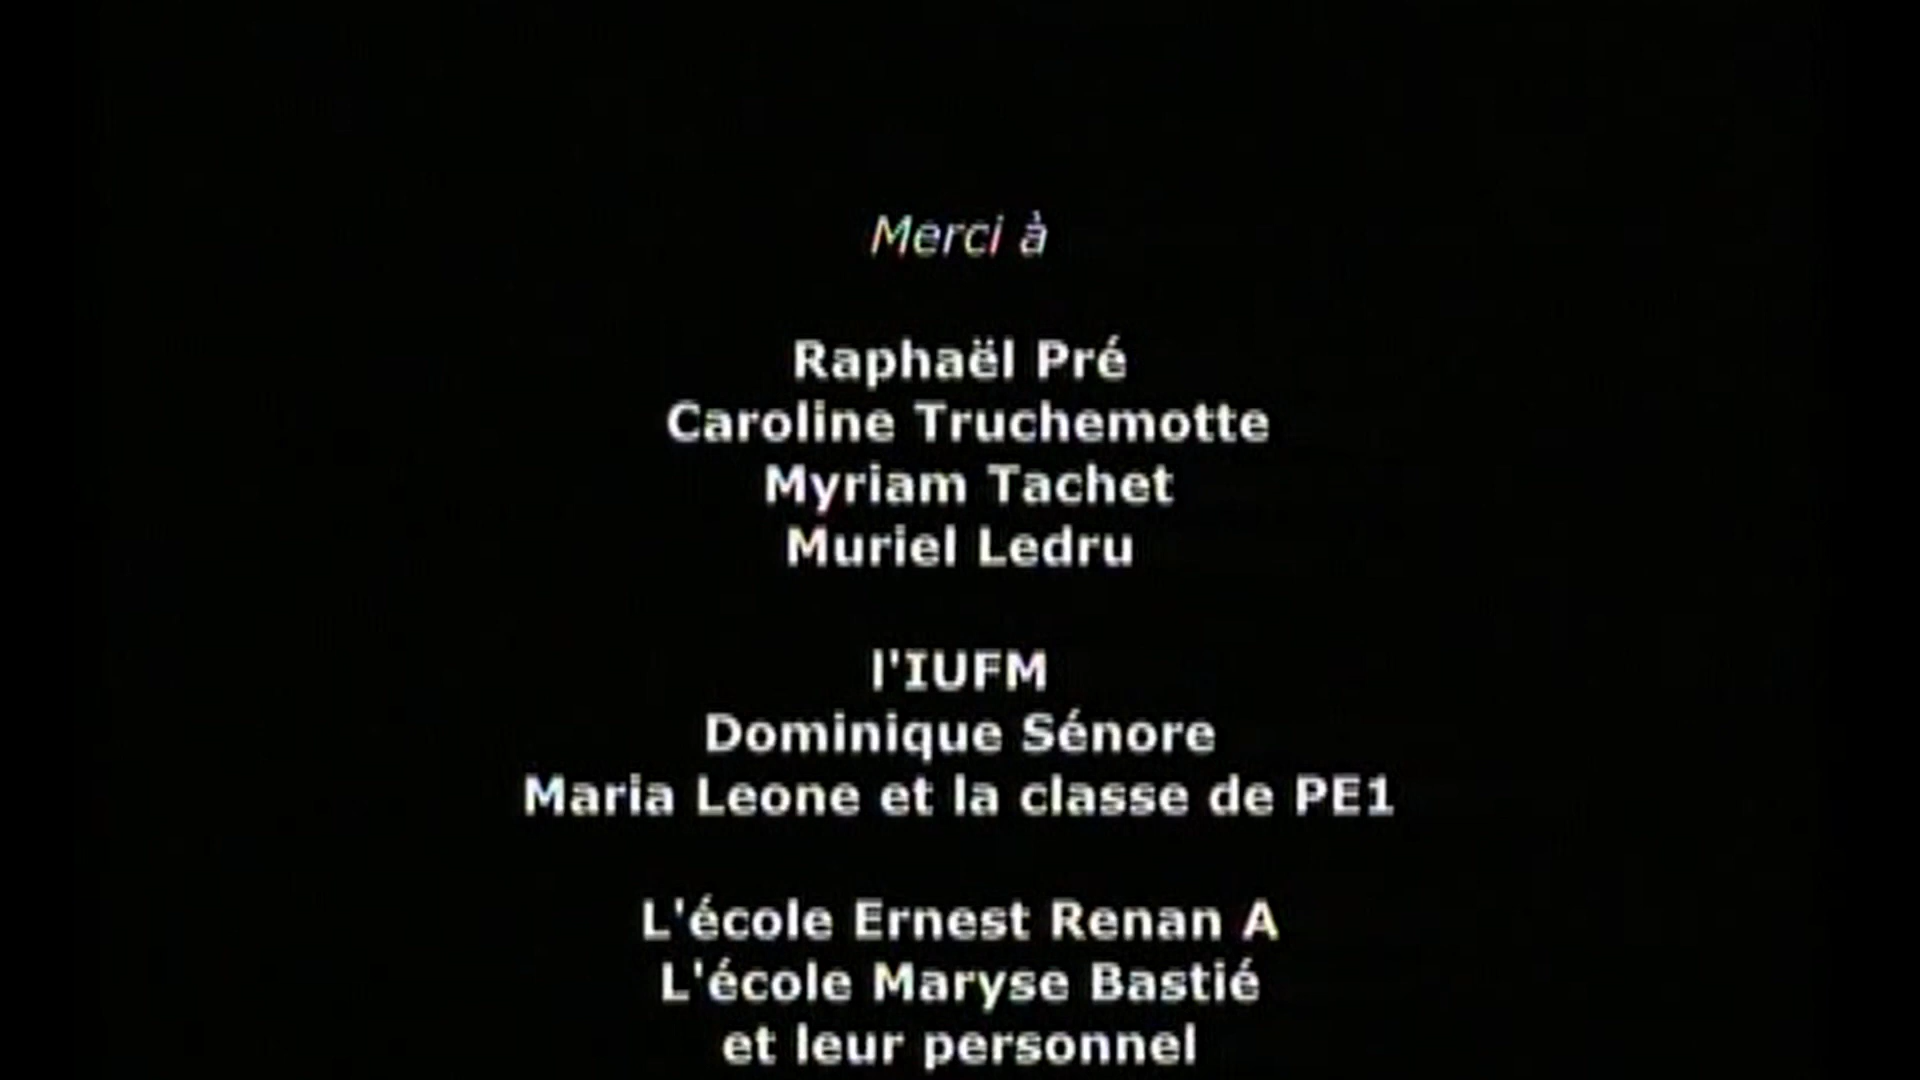 Merci à
Raphaël Pré
Caroline Truchemotte
Myriam Tachet
Muriel Ledru
l'IUFM
Dominique Sénore
Maria Leone et la classe de PE1
L'école Ernest Renan A
L'école Maryse Bastié
et leur personnel